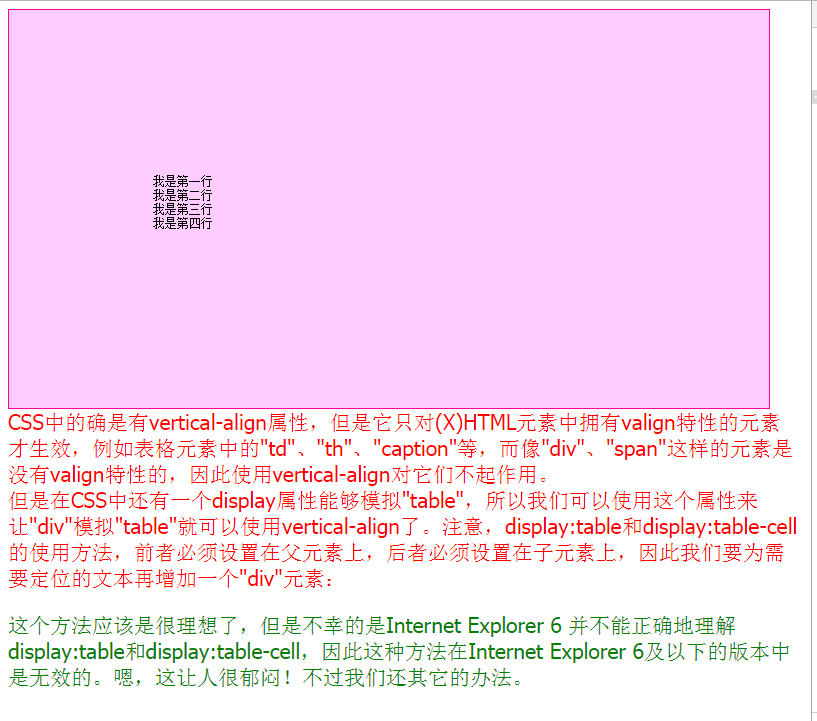 我是第一行
我是第二行
我是第三行
我是第四行
CSS中的确是有vertical-align属性，但是它只对(X)HTML元素中拥有valign特性的元素
才生效，例如表格元素中的"td"、"th"、"caption"等，而像"div"、"span"这样的元素是
没有valign特性的，因此使用vertical-align对它们不起作用。
但是在CSS中还有一个display属性能够模拟"table"，所以我们可以使用这个属性来
让"div"模拟"table"就可以使用vertical-align了。注意，display:table和display:table-cell
的使用方法，前者必须设置在父元素上，后者必须设置在子元素上，因此我们要为需
要定位的文本再增加一个"div"元素：
这个方法应该是很理想了，但是不幸的是Internet Explorer 6 并不能正确地理解
display:table和display:table-cell，因此这种方法在Internet Explorer 6及以下的版本中
是无效的。嗯，这让人很郁闷！不过我们还其它的办法。